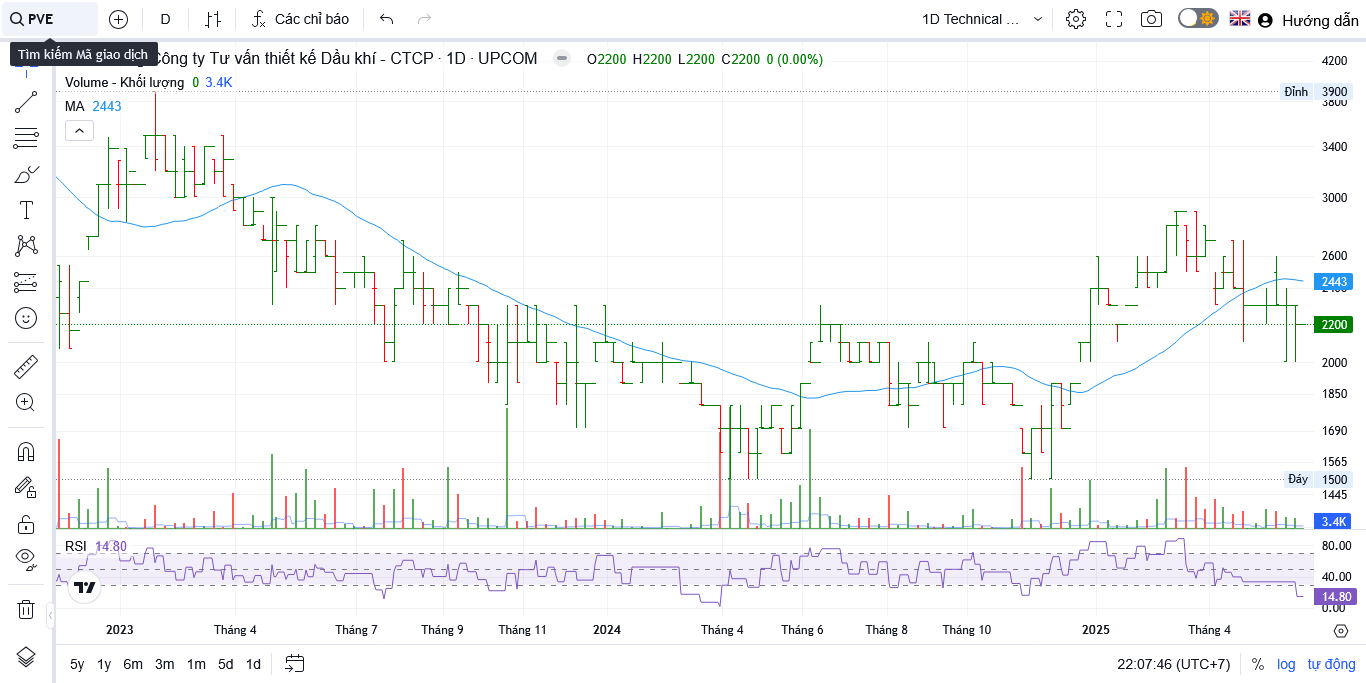 PVE
D
Các chỉ báo
1D Technical ...
Hướng dẫn
Tìm kiếm Mã giao dịch
Công ty Tư vấn thiết kế Dầu khí - CTCP · 1D · UPCOM
O2200 H2200 L2200 C2200 0 (0.00%)
Volume - Khối lượng 0 3.4K
MA 2443
4200
Đỉnh 3900
3800
3400
3000
2600
2443
2400
2200
2000
1850
1690
1565
Đáy 1500
1445
3.4K
RSI 14.80
80.00
40.00
14.80
0.00
2023 Tháng 4 Tháng 7 Tháng 9 Tháng 11 2024 Tháng 4 Tháng 6 Tháng 8 Tháng 10 2025 Tháng 4
5y 1y 6m 3m 1m 5d 1d
22:07:46 (UTC+7) % log tự động